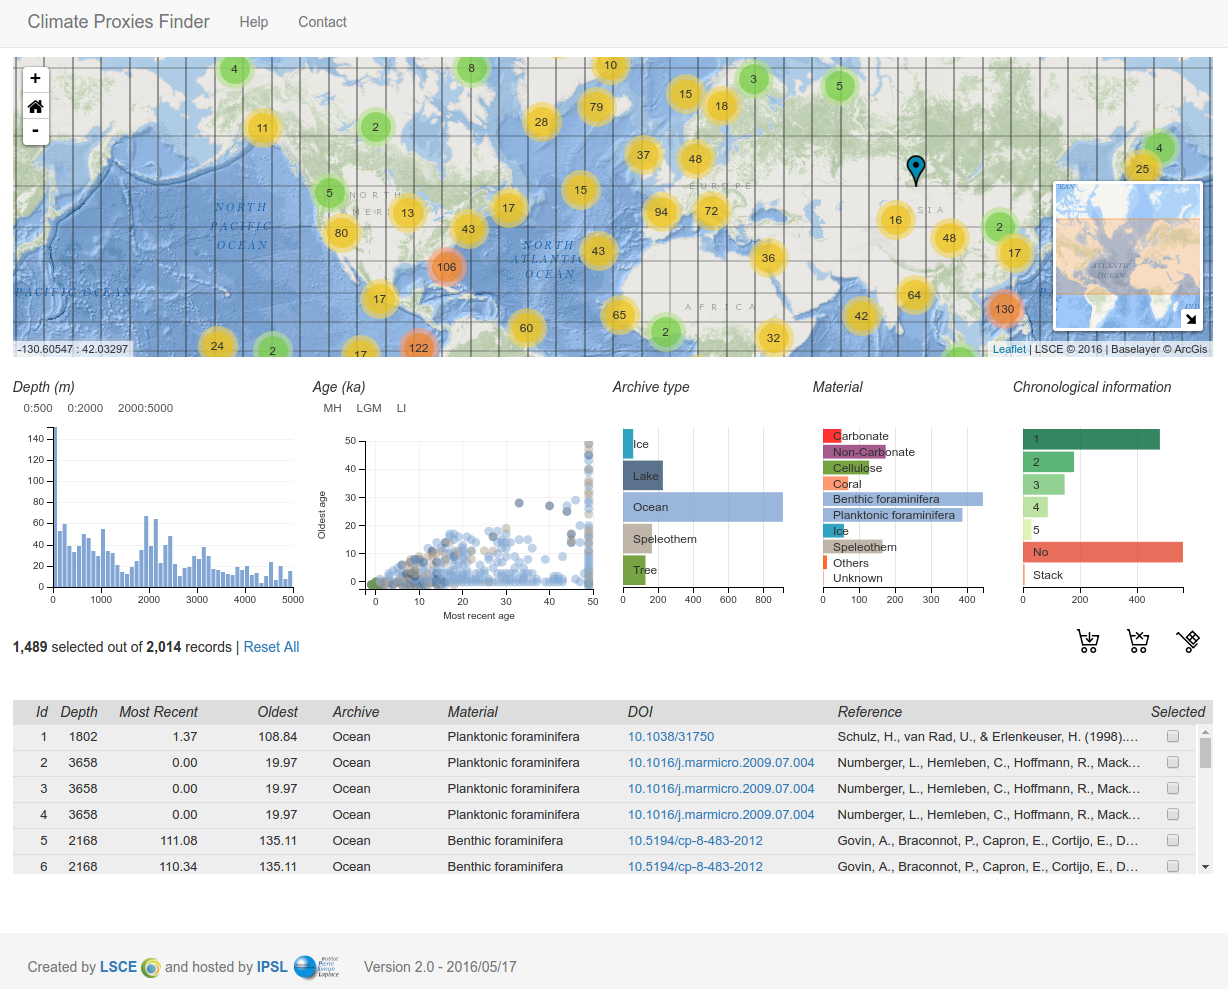 Climate Proxies Finder Help Contact
4 8 10
+
-
79 15 18 3 5
11 2 28
37 48 4
25
5 NORTH 15 EUROPE
NORTH 80 13 17 94 72 16
PACIFIC 43 48 2
OCEAN NORTH 43 36 17
ATLANTIC
OCEAN
106
PACIFIC OCEAN 17 64 130
AFRICA
60 65 2 32 42
24 2 17 122
ATLANTIC
OCEAN
-130.60547 : 42.03297
Leaflet | LSCE © 2016 | Baselayer © ArcGis
Depth (m)
0:500 0:2000 2000:5000
140
120
100
80
60
40
20
0
0 1000 2000 3000 4000 5000
Age (ka)
MH LGM LI
Oldest age
50
40
30
20
10
0
0 10 20 30 40 50
Most recent age
Archive type
Ice
Lake
Ocean
Speleothem
Tree
0 200 400 600 800
Material
Carbonate
Non-Carbonate
Cellulose
Coral
Benthic foraminifera
Planktonic foraminifera
Ice
Speleothem
Others
Unknown
0 100 200 300 400
Chronological information
1
2
3
4
5
No
Stack
0 200 400
1,489 selected out of 2,014 records | Reset All
Id Depth Most Recent Oldest Archive Material DOI Reference Selected
1 1802 1.37 108.84 Ocean Planktonic foraminifera 10.1038/31750 Schulz, H., van Rad, U., & Erlenkeuser, H. (1998).…
2 3658 0.00 19.97 Ocean Planktonic foraminifera 10.1016/j.marmicro.2009.07.004 Numberger, L., Hemleben, C., Hoffmann, R., Mack…
3 3658 0.00 19.97 Ocean Planktonic foraminifera 10.1016/j.marmicro.2009.07.004 Numberger, L., Hemleben, C., Hoffmann, R., Mack…
4 3658 0.00 19.97 Ocean Planktonic foraminifera 10.1016/j.marmicro.2009.07.004 Numberger, L., Hemleben, C., Hoffmann, R., Mack…
5 2168 111.08 135.11 Ocean Benthic foraminifera 10.5194/cp-8-483-2012 Govin, A., Braconnot, P., Capron, E., Cortijo, E., D…
6 2168 110.34 135.11 Ocean Benthic foraminifera 10.5194/cp-8-483-2012 Govin, A., Braconnot, P., Capron, E., Cortijo, E., D…
Created by LSCE and hosted by IPSL Institut Pierre Simon Laplace Version 2.0 - 2016/05/17